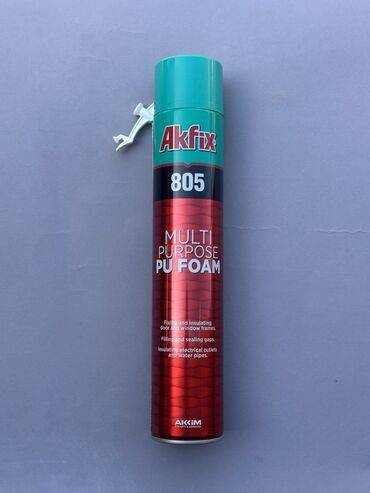 Akfix
805
MULTI
PURPOSE
PU FOAM
Fixing and insulating
door and window frames.
Filling and sealing gaps.
Insulating electrical outlets
and water pipes.
AKKIM